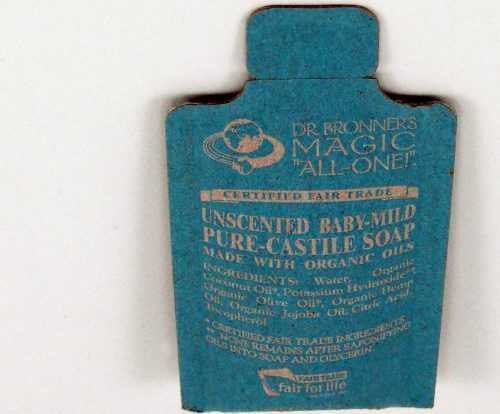 DR. BRONNER'S
MAGIC
"ALL-ONE!"
CERTIFIED FAIR TRADE
UNSCENTED BABY-MILD
PURE-CASTILE SOAP
MADE WITH ORGANIC OILS
INGREDIENTS: Water, Organic
Coconut Oil*, Potassium Hydroxide**,
Organic Olive Oil*, Organic Hemp
Oil, Organic Jojoba Oil, Citric Acid,
Tocopherol
* CERTIFIED FAIR TRADE INGREDIENTS
** NONE REMAINS AFTER SAPONIFYING
OILS INTO SOAP AND GLYCERIN.
FAIR TRADE
fair for life